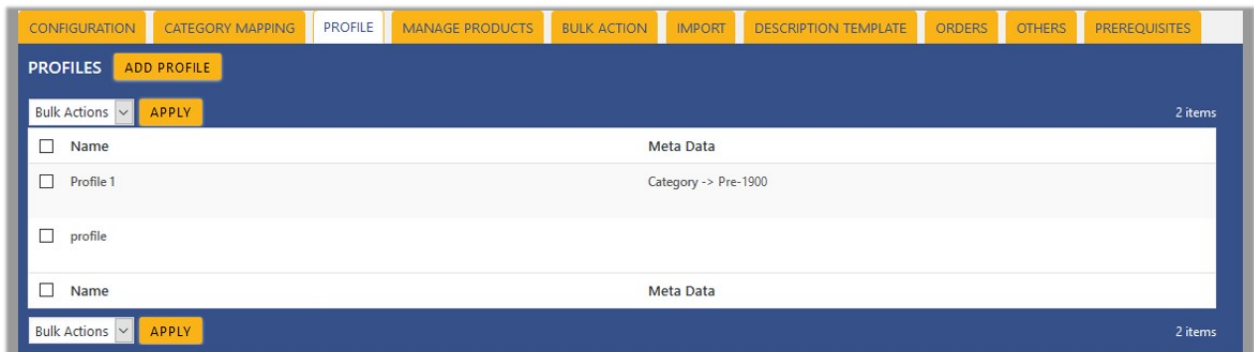 CONFIGURATION CATEGORY MAPPING PROFILE MANAGE PRODUCTS BULK ACTION IMPORT DESCRIPTION TEMPLATE ORDERS OTHERS PREREQUISITES
PROFILES ADD PROFILE
Bulk Actions APPLY 2 items
Name Meta Data
Profile 1 Category -> Pre-1900
profile
Name Meta Data
Bulk Actions APPLY 2 items